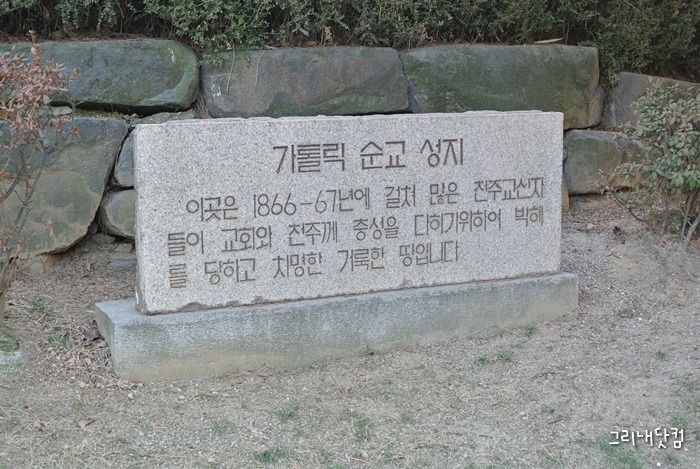 가톨릭 순교 성지
이곳은 1866-67년에 걸쳐 많은 천주교신자
들이 교회와 천주께 충성을 다하기위하여 박해
를 당하고 치명한 거룩한 땅입니다
그리내닷컴